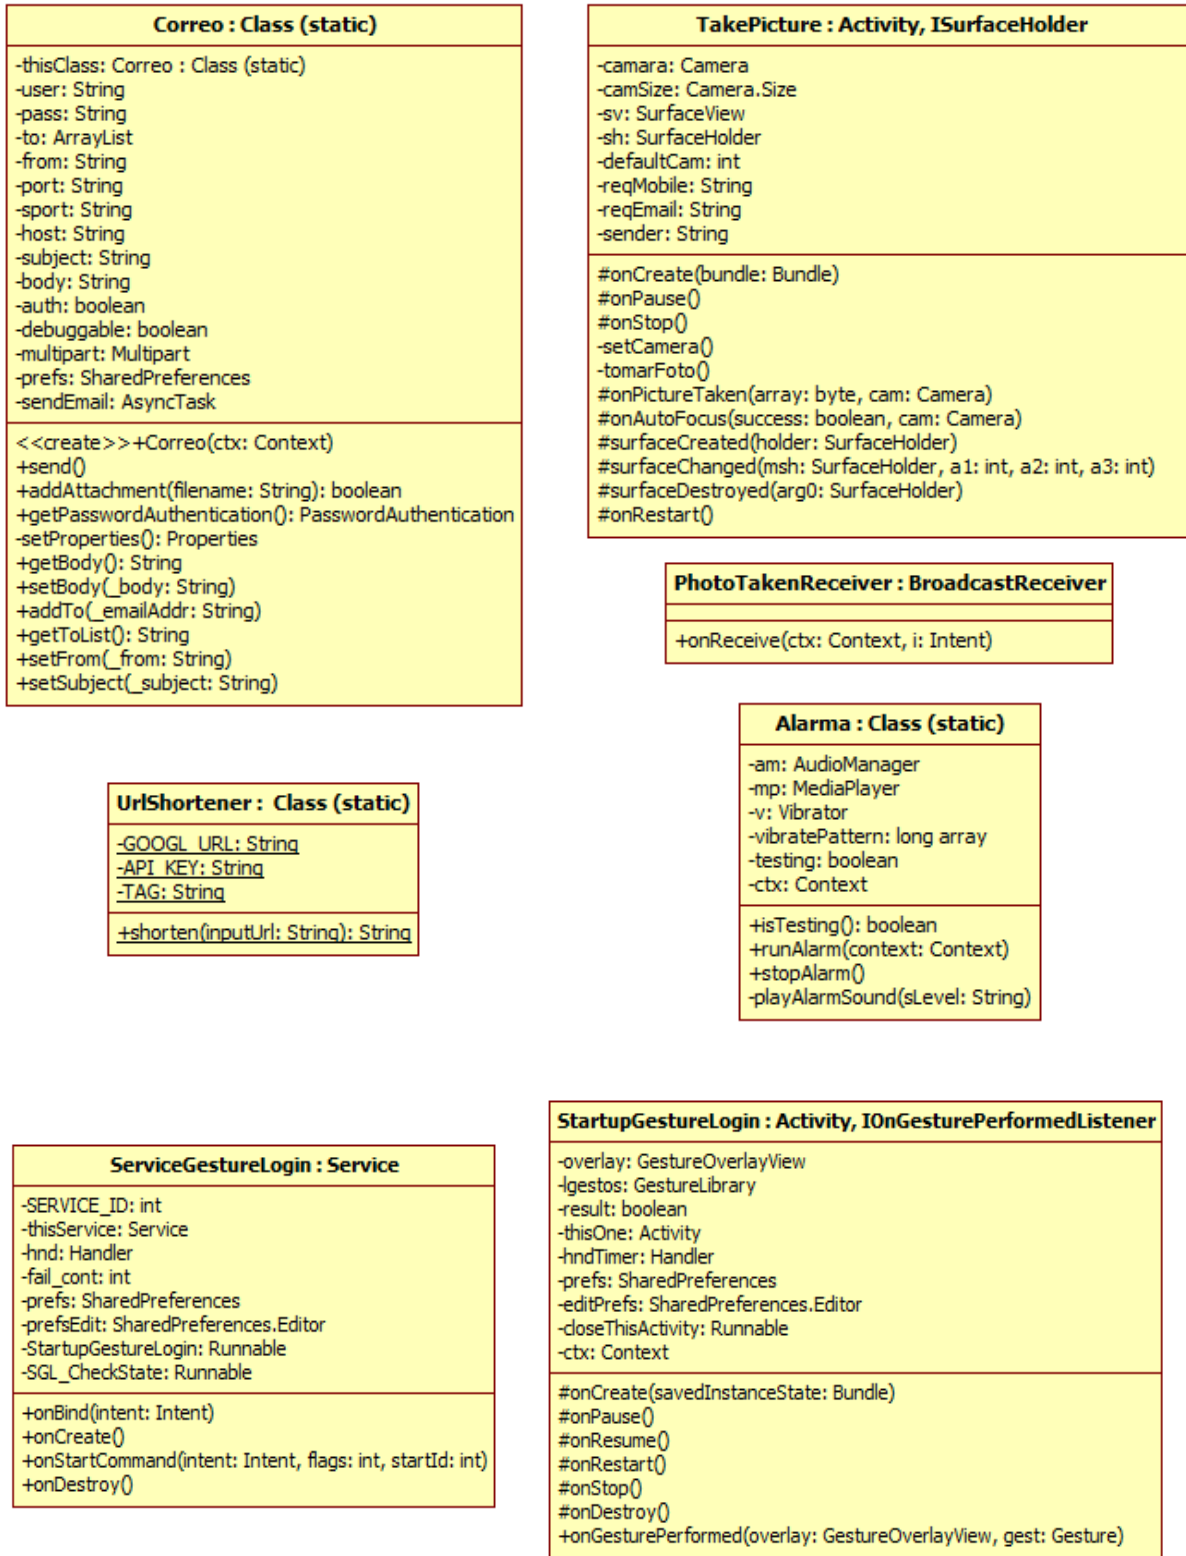 Correo : Class (static)
-thisClass: Correo : Class (static)
-user: String
-pass: String
-to: ArrayList
-from: String
-port: String
-sport: String
-host: String
-subject: String
-body: String
-auth: boolean
-debuggable: boolean
-multipart: Multipart
-prefs: SharedPreferences
-sendEmail: AsyncTask
<<create>>+Correo(ctx: Context)
+send()
+addAttachment(filename: String): boolean
+getPasswordAuthentication(): PasswordAuthentication
-setProperties(): Properties
+getBody(): String
+setBody(_body: String)
+addTo(_emailAddr: String)
+getToList(): String
+setFrom(_from: String)
+setSubject(_subject: String)
TakePicture : Activity, ISurfaceHolder
-camara: Camera
-camSize: Camera.Size
-sv: SurfaceView
-sh: SurfaceHolder
-defaultCam: int
-reqMobile: String
-reqEmail: String
-sender: String
#onCreate(bundle: Bundle)
#onPause()
#onStop()
-setCamera()
-tomarFoto()
#onPictureTaken(array: byte, cam: Camera)
#onAutoFocus(success: boolean, cam: Camera)
#surfaceCreated(holder: SurfaceHolder)
#surfaceChanged(msh: SurfaceHolder, a1: int, a2: int, a3: int)
#surfaceDestroyed(arg0: SurfaceHolder)
#onRestart()
PhotoTakenReceiver : BroadcastReceiver
+onReceive(ctx: Context, i: Intent)
Alarma : Class (static)
-am: AudioManager
-mp: MediaPlayer
-v: Vibrator
-vibratePattern: long array
-testing: boolean
-ctx: Context
+isTesting(): boolean
+runAlarm(context: Context)
+stopAlarm()
-playAlarmSound(sLevel: String)
UrlShortener :  Class (static)
-GOOGL_URL: String
-API_KEY: String
-TAG: String
+shorten(inputUrl: String): String
ServiceGestureLogin : Service
-SERVICE_ID: int
-thisService: Service
-hnd: Handler
-fail_cont: int
-prefs: SharedPreferences
-prefsEdit: SharedPreferences.Editor
-StartupGestureLogin: Runnable
-SGL_CheckState: Runnable
+onBind(intent: Intent)
+onCreate()
+onStartCommand(intent: Intent, flags: int, startId: int)
+onDestroy()
StartupGestureLogin : Activity, IOnGesturePerformedListener
-overlay: GestureOverlayView
-lgestos: GestureLibrary
-result: boolean
-thisOne: Activity
-hndTimer: Handler
-prefs: SharedPreferences
-editPrefs: SharedPreferences.Editor
-closeThisActivity: Runnable
-ctx: Context
#onCreate(savedInstanceState: Bundle)
#onPause()
#onResume()
#onRestart()
#onStop()
#onDestroy()
+onGesturePerformed(overlay: GestureOverlayView, gest: Gesture)